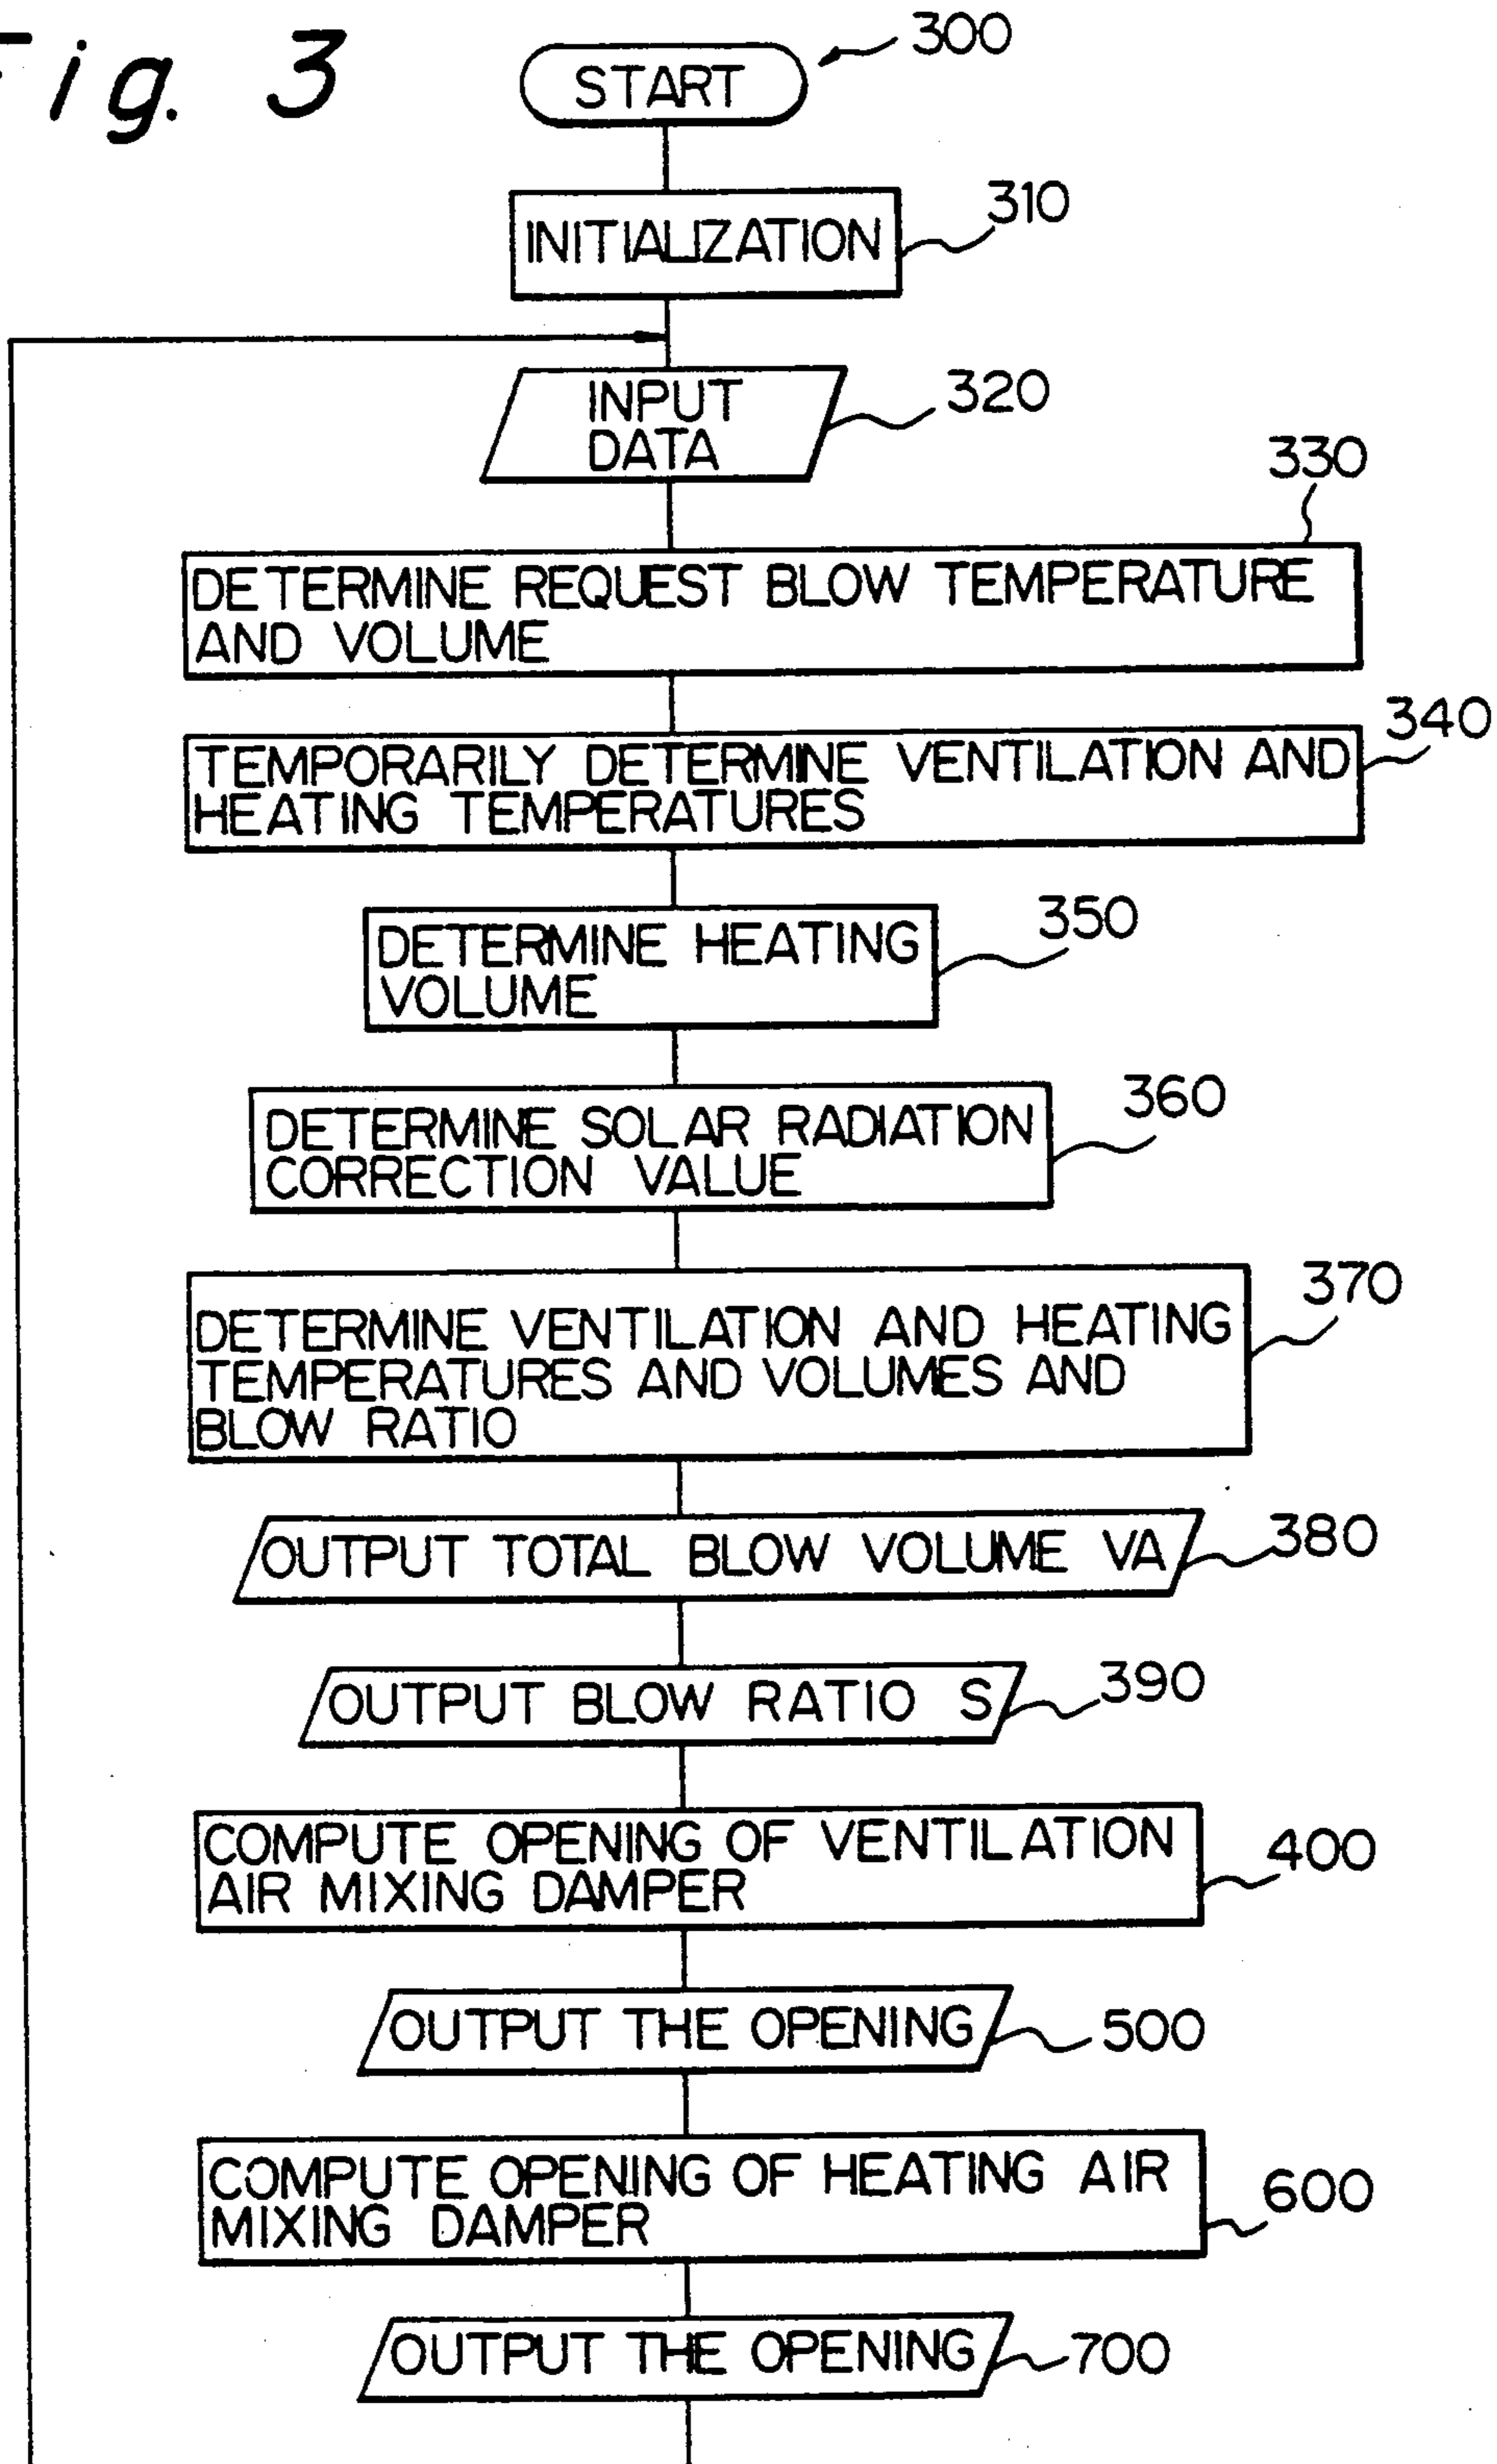 Fig. 3
START
300
INITIALIZATION
310
INPUT
DATA
320
330
DETERMINE REQUEST BLOW TEMPERATURE
AND VOLUME
340
TEMPORARILY DETERMINE VENTILATION AND
HEATING TEMPERATURES
350
DETERMINE HEATING
VOLUME
360
DETERMINE SOLAR RADIATION
CORRECTION VALUE
370
DETERMINE VENTILATION AND HEATING
TEMPERATURES AND VOLUMES AND
BLOW RATIO
OUTPUT TOTAL BLOW VOLUME VA
380
OUTPUT BLOW RATIO S
390
COMPUTE OPENING OF VENTILATION
AIR MIXING DAMPER
400
OUTPUT THE OPENING
500
COMPUTE OPENING OF HEATING AIR
MIXING DAMPER
600
OUTPUT THE OPENING
700